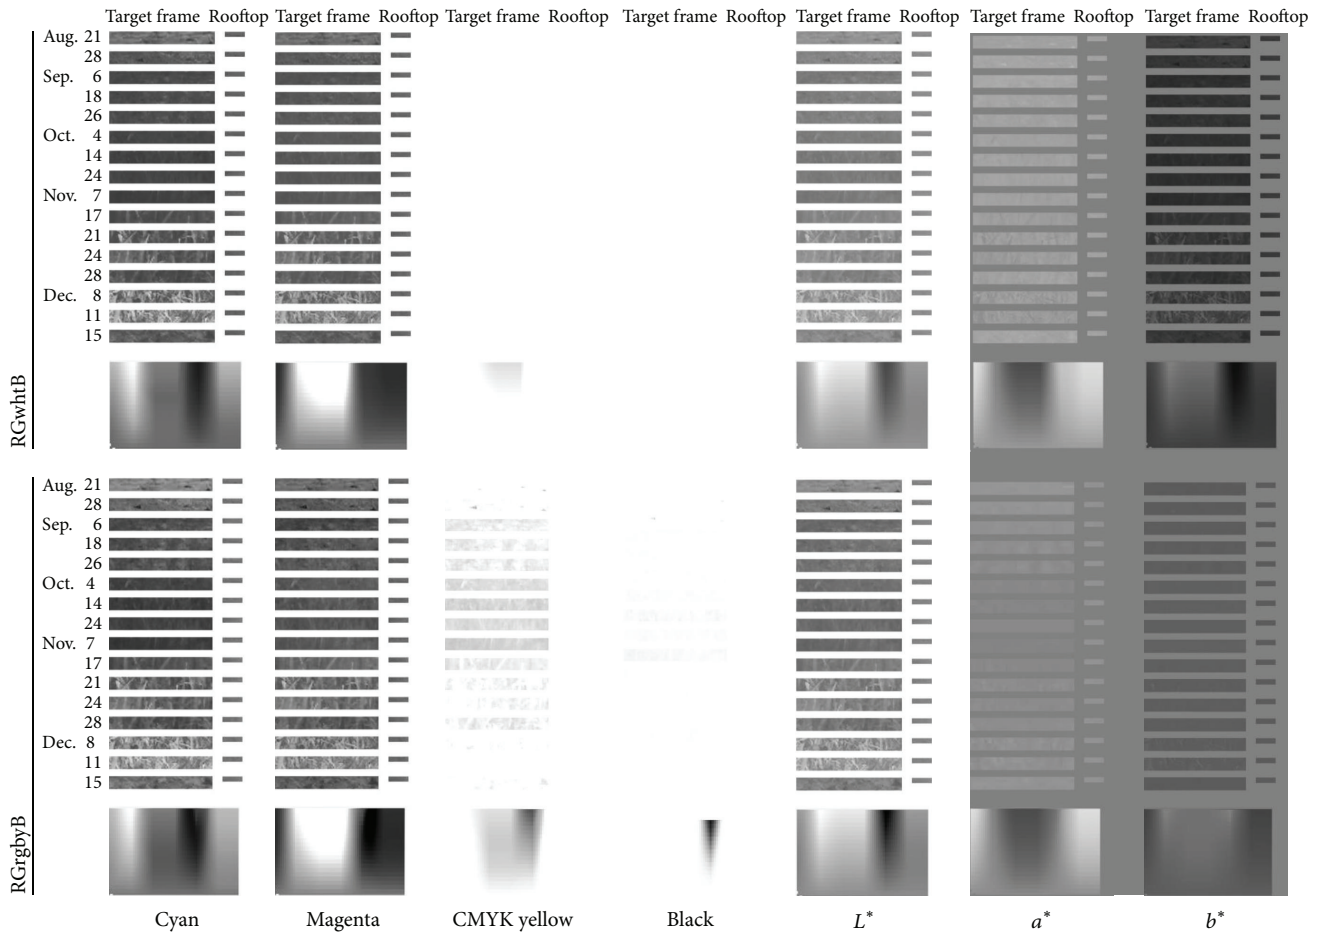 Target frame Rooftop Target frame Rooftop Target frame Rooftop Target frame Rooftop Target frame Rooftop Target frame Rooftop Target frame Rooftop
Aug. 21
28
Sep. 6
18
26
Oct. 4
14
24
Nov. 7
17
21
24
28
Dec. 8
11
15
RGwhtB
Aug. 21
28
Sep. 6
18
26
Oct. 4
14
24
Nov. 7
17
21
24
28
Dec. 8
11
15
RGrgbyB
Cyan Magenta CMYK yellow Black L* a* b*